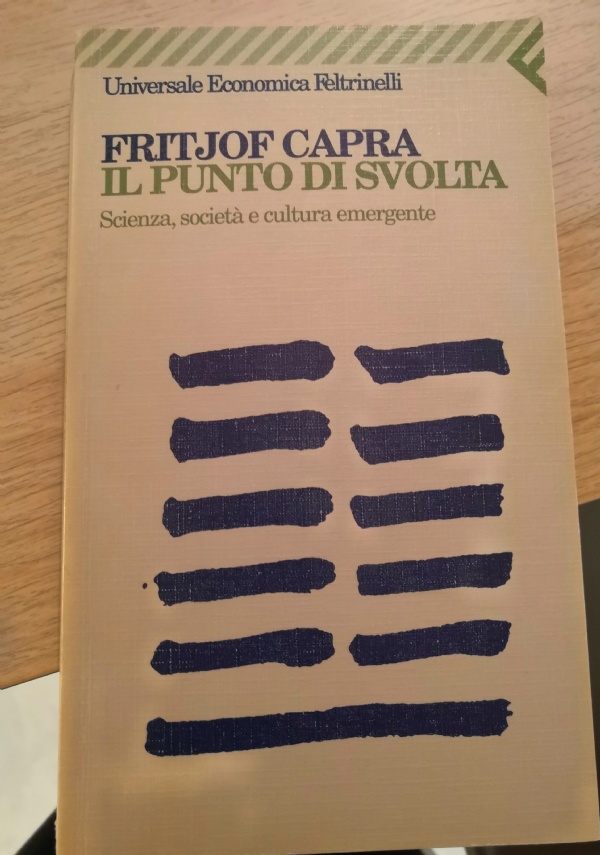 Universale Economica Feltrinelli
FRITJOF CAPRA
IL PUNTO DI SVOLTA
Scienza, società e cultura emergente